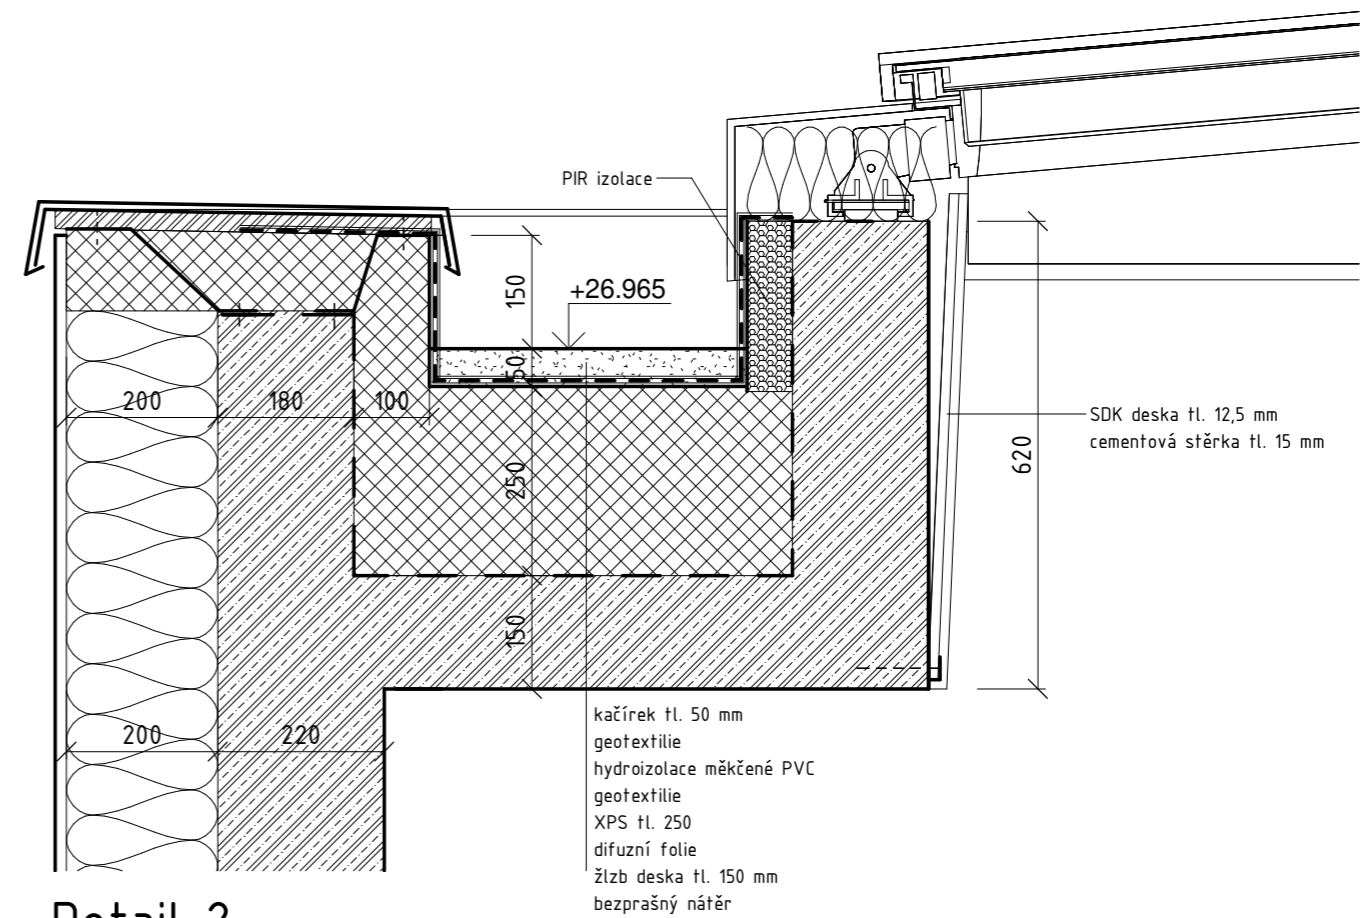 PIR izolace
+26.965
150
50
200
180
100
250
620
SDK deska tl. 12,5 mm
cementová stěrka tl. 15 mm
150
200
220
kačírek tl. 50 mm
geotextilie
hydroizolace měkčené PVC
geotextilie
XPS tl. 250
difuzní folie
žlzb deska tl. 150 mm
bezprašný nátěr
Detail 2